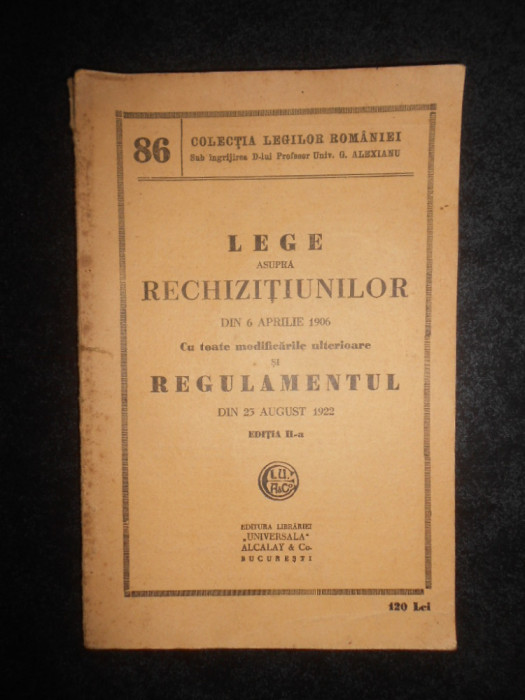 86
COLECȚIA LEGILOR ROMÂNIEI
Sub îngrijirea D-lui Profesor Univ. G. ALEXIANU
LEGE
ASUPRA
RECHIZIȚIUNILOR
DIN 6 APRILIE 1906
Cu toate modificările ulterioare
ȘI
REGULAMENTUL
DIN 23 AUGUST 1922
EDIȚIA II-a
L.U.
A&Co
EDITURA LIBRĂRIEI
„UNIVERSALA"
ALCALAY & Co.
BUCUREȘTI
120 Lei